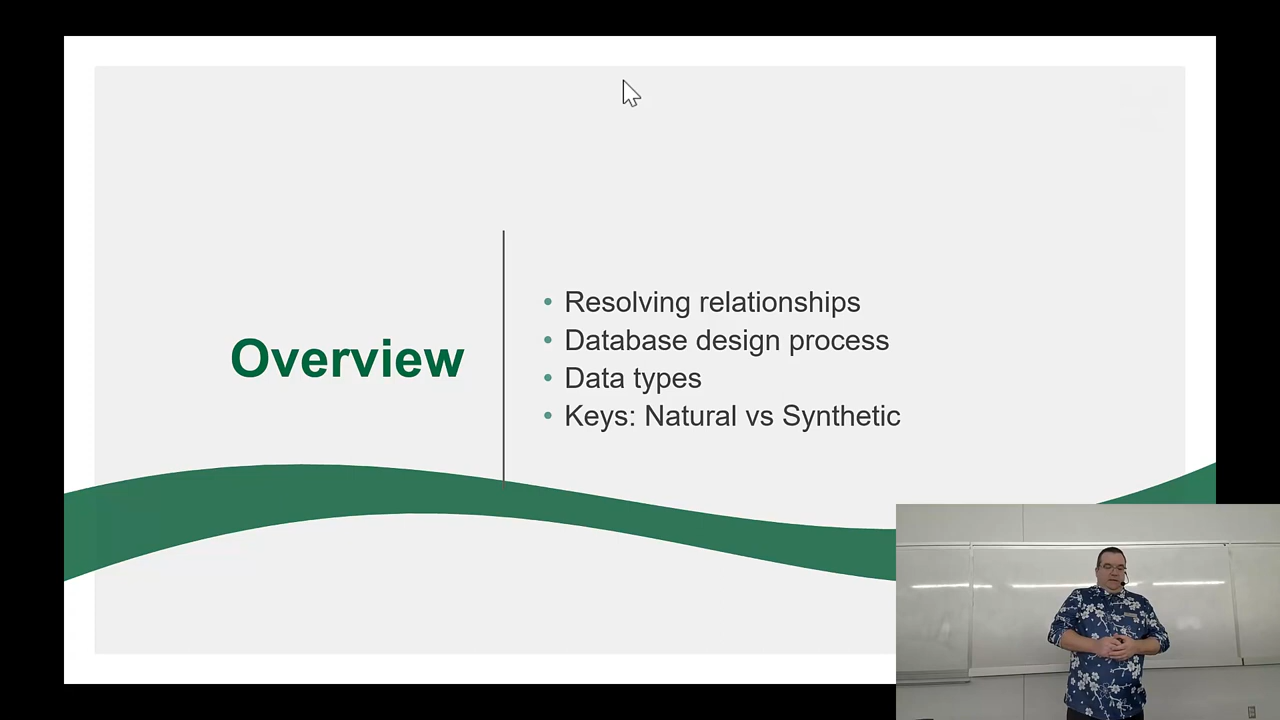 Overview
Resolving relationships
Database design process
Data types
Keys: Natural vs Synthetic